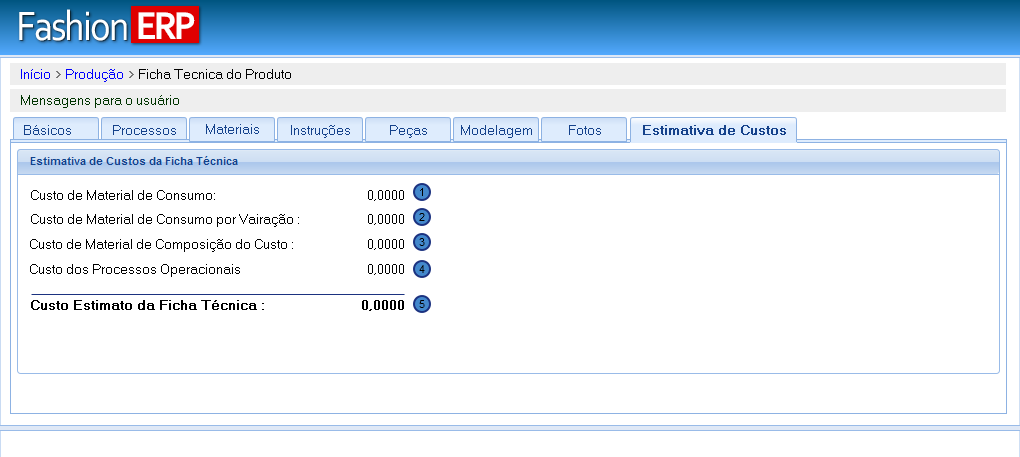 Fashion ERP
Início > Produção > Ficha Tecnica do Produto
Mensagens para o usuário
Básicos Processos Materiais Instruções Peças Modelagem Fotos Estimativa de Custos
Estimativa de Custos da Ficha Técnica
Custo de Material de Consumo: 0,0000 1
Custo de Material de Consumo por Vairação : 0,0000 2
Custo de Material de Composição do Custo : 0,0000 3
Custo dos Processos Operacionais 0,0000 4
Custo Estimato da Ficha Técnica : 0,0000 5